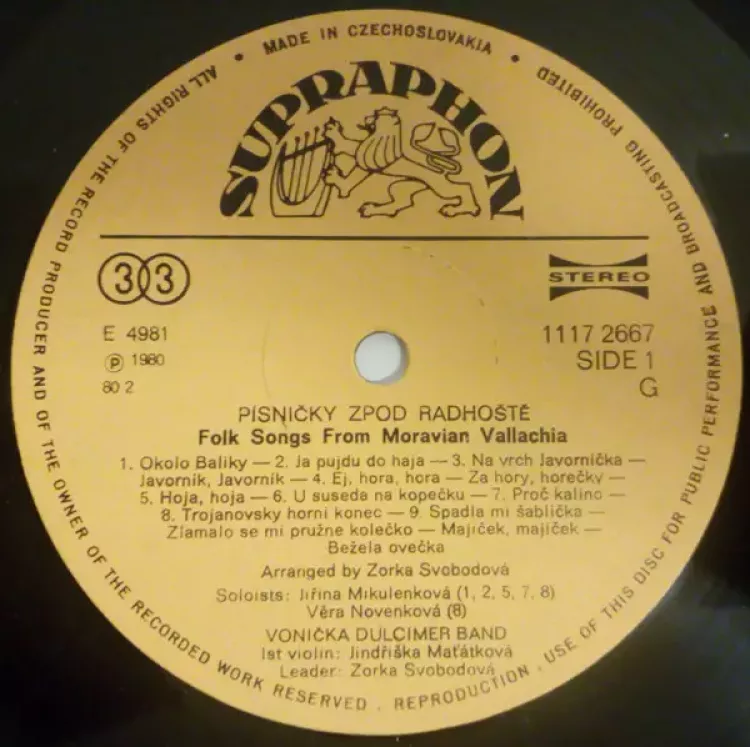 ALL RIGHTS OF THE RECORD PRODUCER AND OF THE OWNER OF THE RECORDED WORK RESERVED . REPRODUCTION . USE OF THIS DISC FOR PUBLIC PERFORMANCE AND BROADCASTING PROHIBITED
• MADE IN CZECHOSLOVAKIA •
SUPRAPHON
33
STEREO
E 4981
1117 2667
Ⓟ 1980
SIDE 1
80 2
G
PÍSNIČKY ZPOD RADHOŠTĚ
Folk Songs From Moravian Vallachia
1. Okolo Baliky — 2. Ja pujdu do haja — 3. Na vrch Javorníčka —
Javorník, Javorník — 4. Ej, hora, hora — Za hory, horečky —
5. Hoja, hoja — 6. U suseda na kopečku — 7. Proč kalino —
8. Trojanovsky horní konec — 9. Spadla mi šablička —
Zlamalo se mi pružne kolečko — Majiček, majiček —
Bežela ovečka
Arranged by Zorka Svobodová
Soloists: Jiřina Mikulenková (1, 2, 5, 7, 8)
Věra Novenková (8)
VONIČKA DULCIMER BAND
Ist violin: Jindřiška Maťátková
Leader: Zorka Svobodová